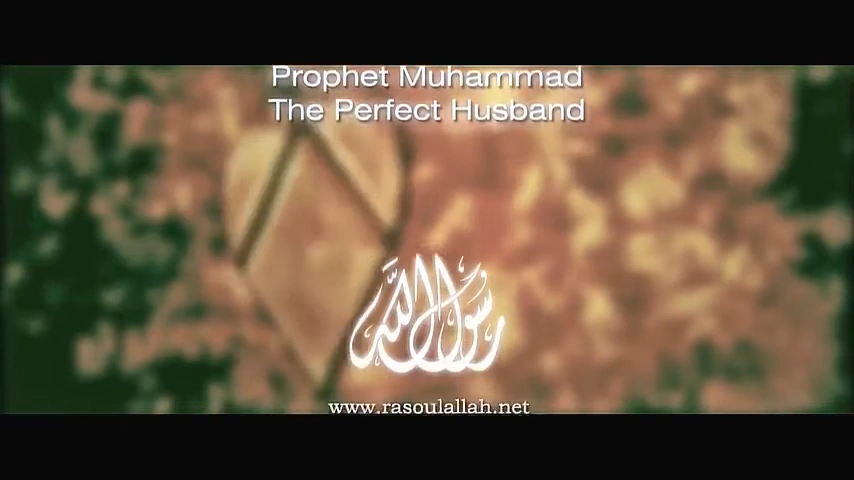 Prophet Muhammad
The Perfect Husband
رسول الله
www.rasoulallah.net